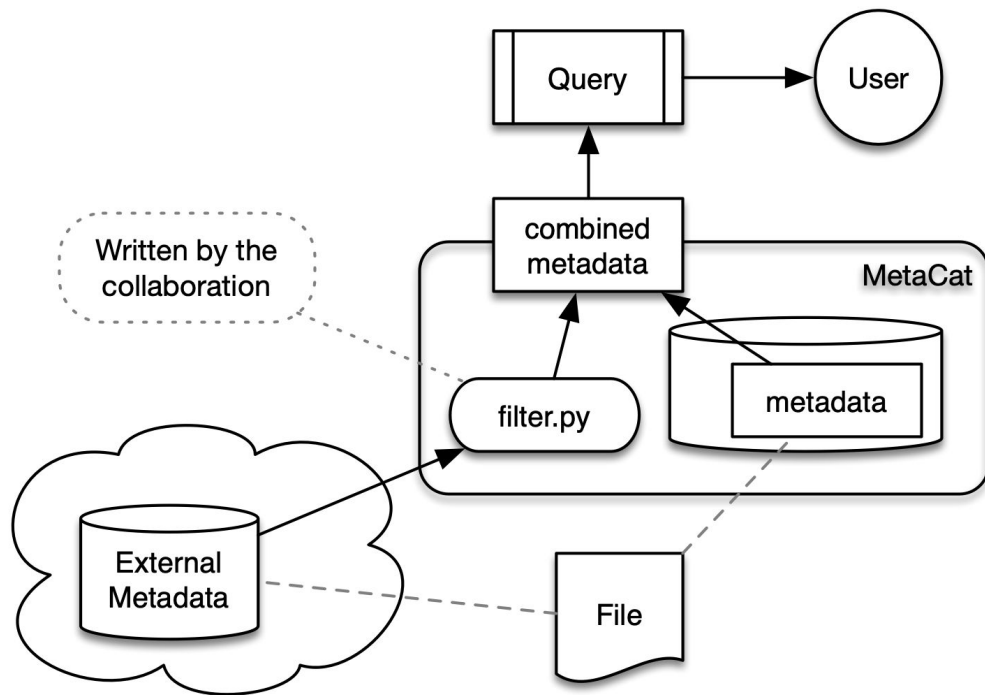 Query
User
combined
metadata
Written by the
collaboration
MetaCat
filter.py
metadata
External
Metadata
File